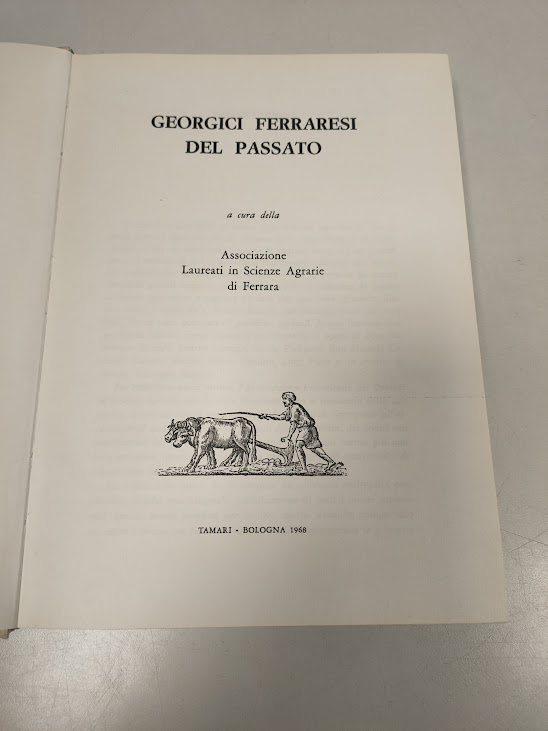 GEORGICI FERRARESI
DEL PASSATO
a cura della
Associazione
Laureati in Scienze Agrarie
di Ferrara
TAMARI - BOLOGNA 1968